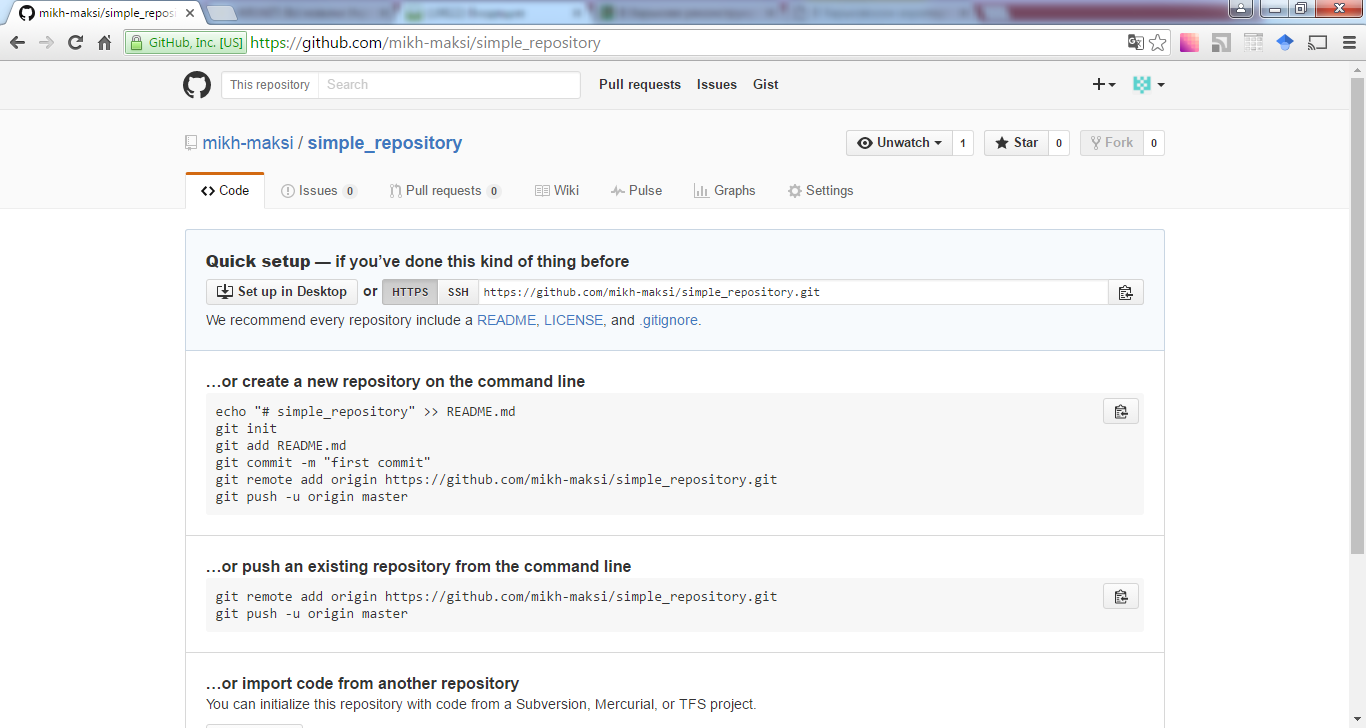 mikh-maksi/simple_repos
GitHub, Inc. [US] https://github.com/mikh-maksi/simple_repository
This repository Search Pull requests Issues Gist
mikh-maksi / simple_repository
Unwatch 1 Star 0 Fork 0
Code Issues 0 Pull requests 0 Wiki Pulse Graphs Settings
Quick setup — if you’ve done this kind of thing before
Set up in Desktop or HTTPS SSH https://github.com/mikh-maksi/simple_repository.git
We recommend every repository include a README, LICENSE, and .gitignore.
…or create a new repository on the command line
echo "# simple_repository" >> README.md
git init
git add README.md
git commit -m "first commit"
git remote add origin https://github.com/mikh-maksi/simple_repository.git
git push -u origin master
…or push an existing repository from the command line
git remote add origin https://github.com/mikh-maksi/simple_repository.git
git push -u origin master
…or import code from another repository
You can initialize this repository with code from a Subversion, Mercurial, or TFS project.